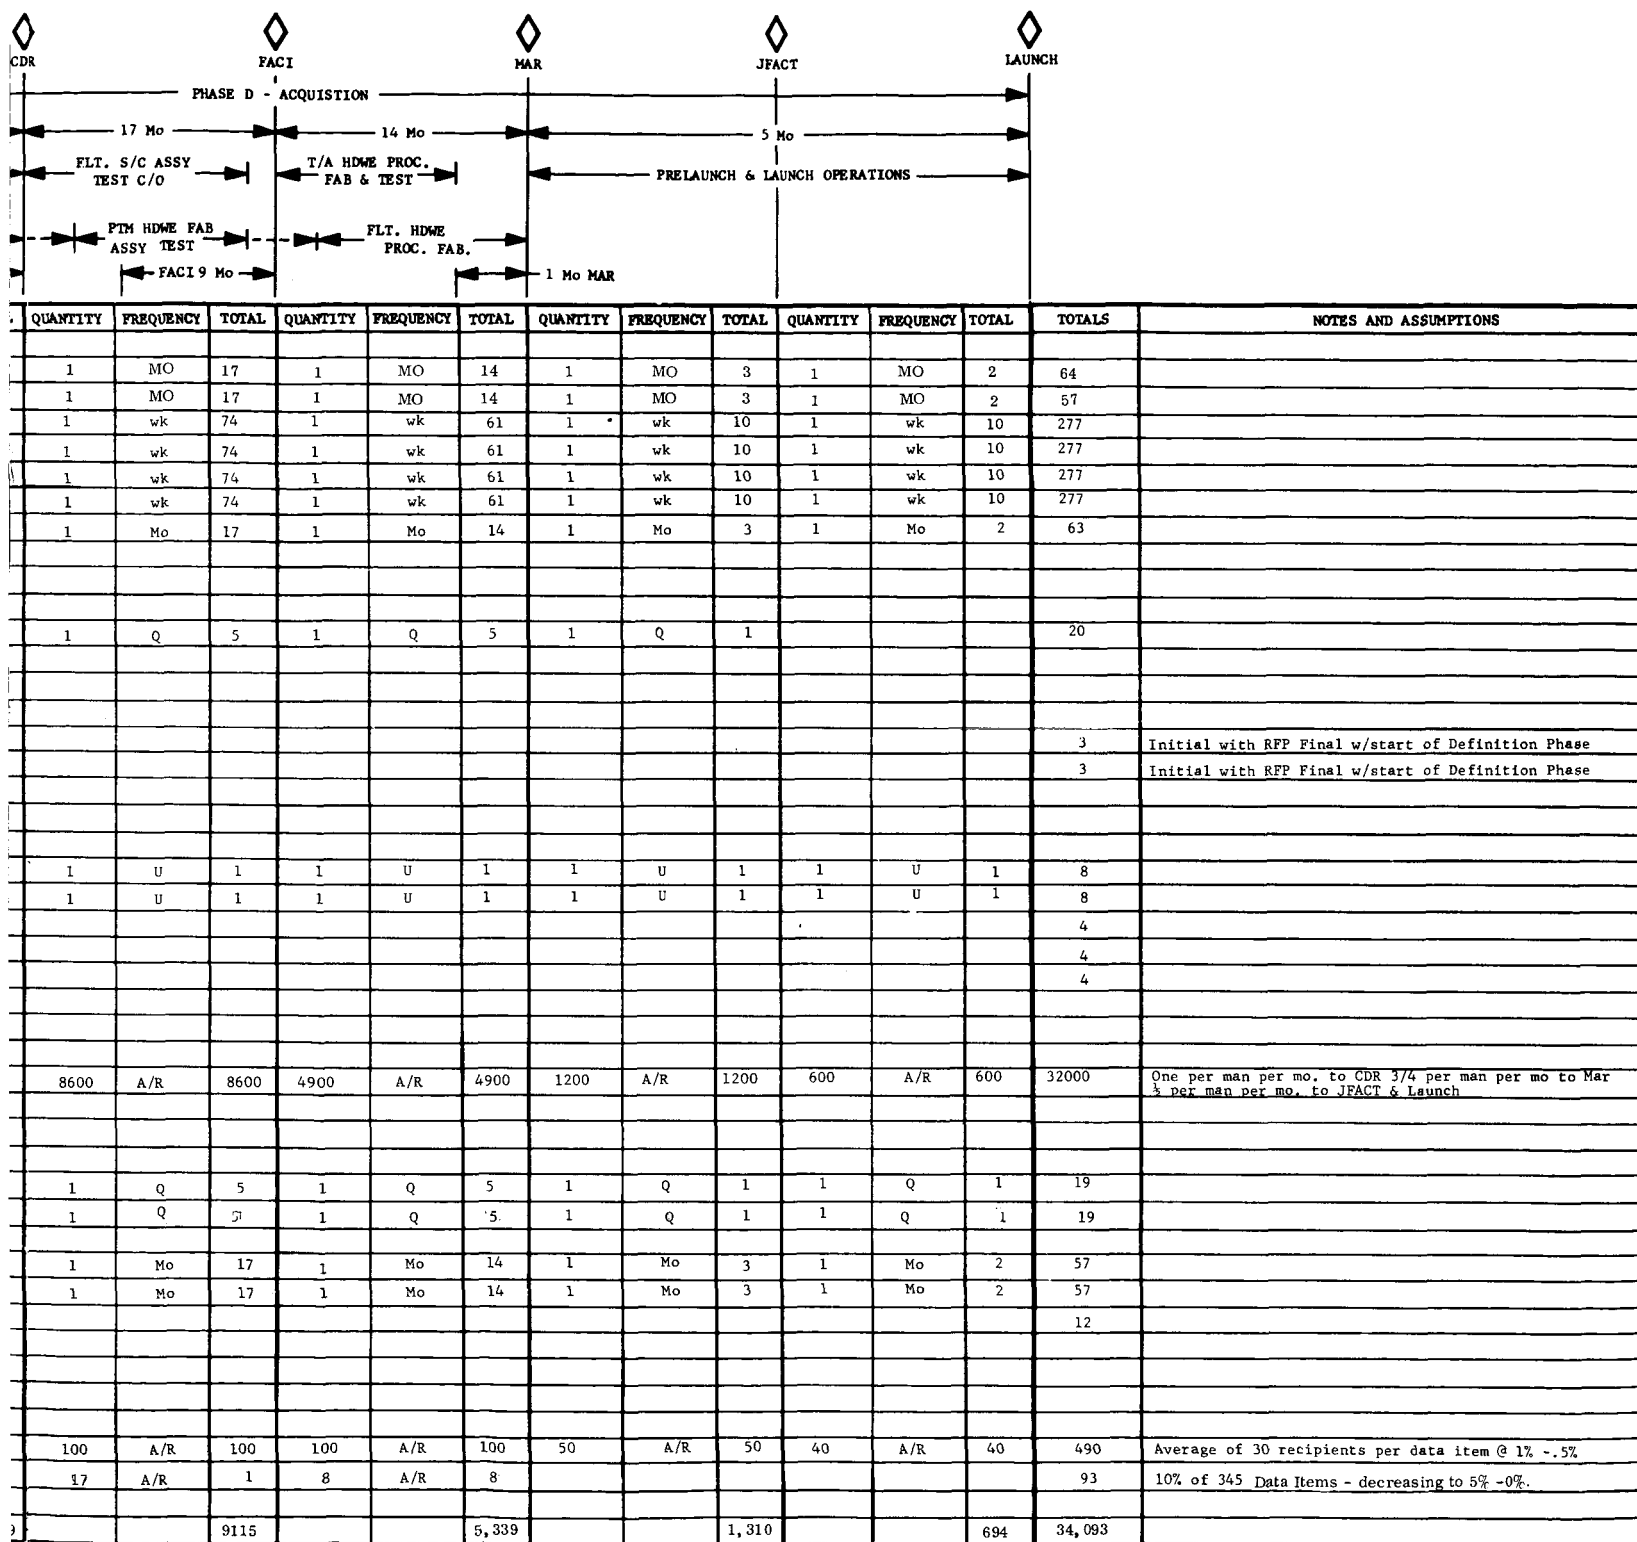 CDR FACI MAR JFACT LAUNCH
PHASE D - ACQUISTION
17 Mo 14 Mo 5 Mo
FLT. S/C ASSY T/A HDWE PROC.
TEST C/O FAB & TEST PRELAUNCH & LAUNCH OPERATIONS
PTM HDWE FAB FLT. HDWE
ASSY TEST PROC. FAB.
FACI 9 Mo 1 Mo MAR
QUANTITY FREQUENCY TOTAL QUANTITY FREQUENCY TOTAL QUANTITY FREQUENCY TOTAL QUANTITY FREQUENCY TOTAL TOTALS NOTES AND ASSUMPTIONS
1 MO 17 1 MO 14 1 MO 3 1 MO 2 64
1 MO 17 1 MO 14 1 MO 3 1 MO 2 57
1 wk 74 1 wk 61 1 wk 10 1 wk 10 277
1 wk 74 1 wk 61 1 wk 10 1 wk 10 277
1 wk 74 1 wk 61 1 wk 10 1 wk 10 277
1 wk 74 1 wk 61 1 wk 10 1 wk 10 277
1 Mo 17 1 Mo 14 1 Mo 3 1 Mo 2 63
1 Q 5 1 Q 5 1 Q 1 20
3 Initial with RFP Final w/start of Definition Phase
3 Initial with RFP Final w/start of Definition Phase
1 U 1 1 U 1 1 U 1 1 U 1 8
1 U 1 1 U 1 1 U 1 1 U 1 8
4
4
4
8600 A/R 8600 4900 A/R 4900 1200 A/R 1200 600 A/R 600 32000 One per man per mo. to CDR 3/4 per man per mo to Mar
½ per man per mo. to JFACT & Launch
1 Q 5 1 Q 5 1 Q 1 1 Q 1 19
1 Q 5 1 Q 5 1 Q 1 1 Q 1 19
1 Mo 17 1 Mo 14 1 Mo 3 1 Mo 2 57
1 Mo 17 1 Mo 14 1 Mo 3 1 Mo 2 57
12
100 A/R 100 100 A/R 100 50 A/R 50 40 A/R 40 490 Average of 30 recipients per data item @ 1% -.5%
17 A/R 1 8 A/R 8 93 10% of 345 Data Items - decreasing to 5% -0%.
9115 5,339 1,310 694 34,093